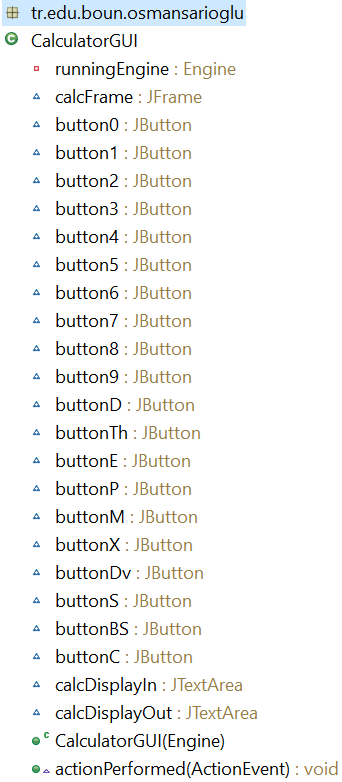 tr.edu.boun.osmansarioglu
CalculatorGUI
runningEngine : Engine
calcFrame : JFrame
button0 : JButton
button1 : JButton
button2 : JButton
button3 : JButton
button4 : JButton
button5 : JButton
button6 : JButton
button7 : JButton
button8 : JButton
button9 : JButton
buttonD : JButton
buttonTh : JButton
buttonE : JButton
buttonP : JButton
buttonM : JButton
buttonX : JButton
buttonDv : JButton
buttonS : JButton
buttonBS : JButton
buttonC : JButton
calcDisplayIn : JTextArea
calcDisplayOut : JTextArea
CalculatorGUI(Engine)
actionPerformed(ActionEvent) : void